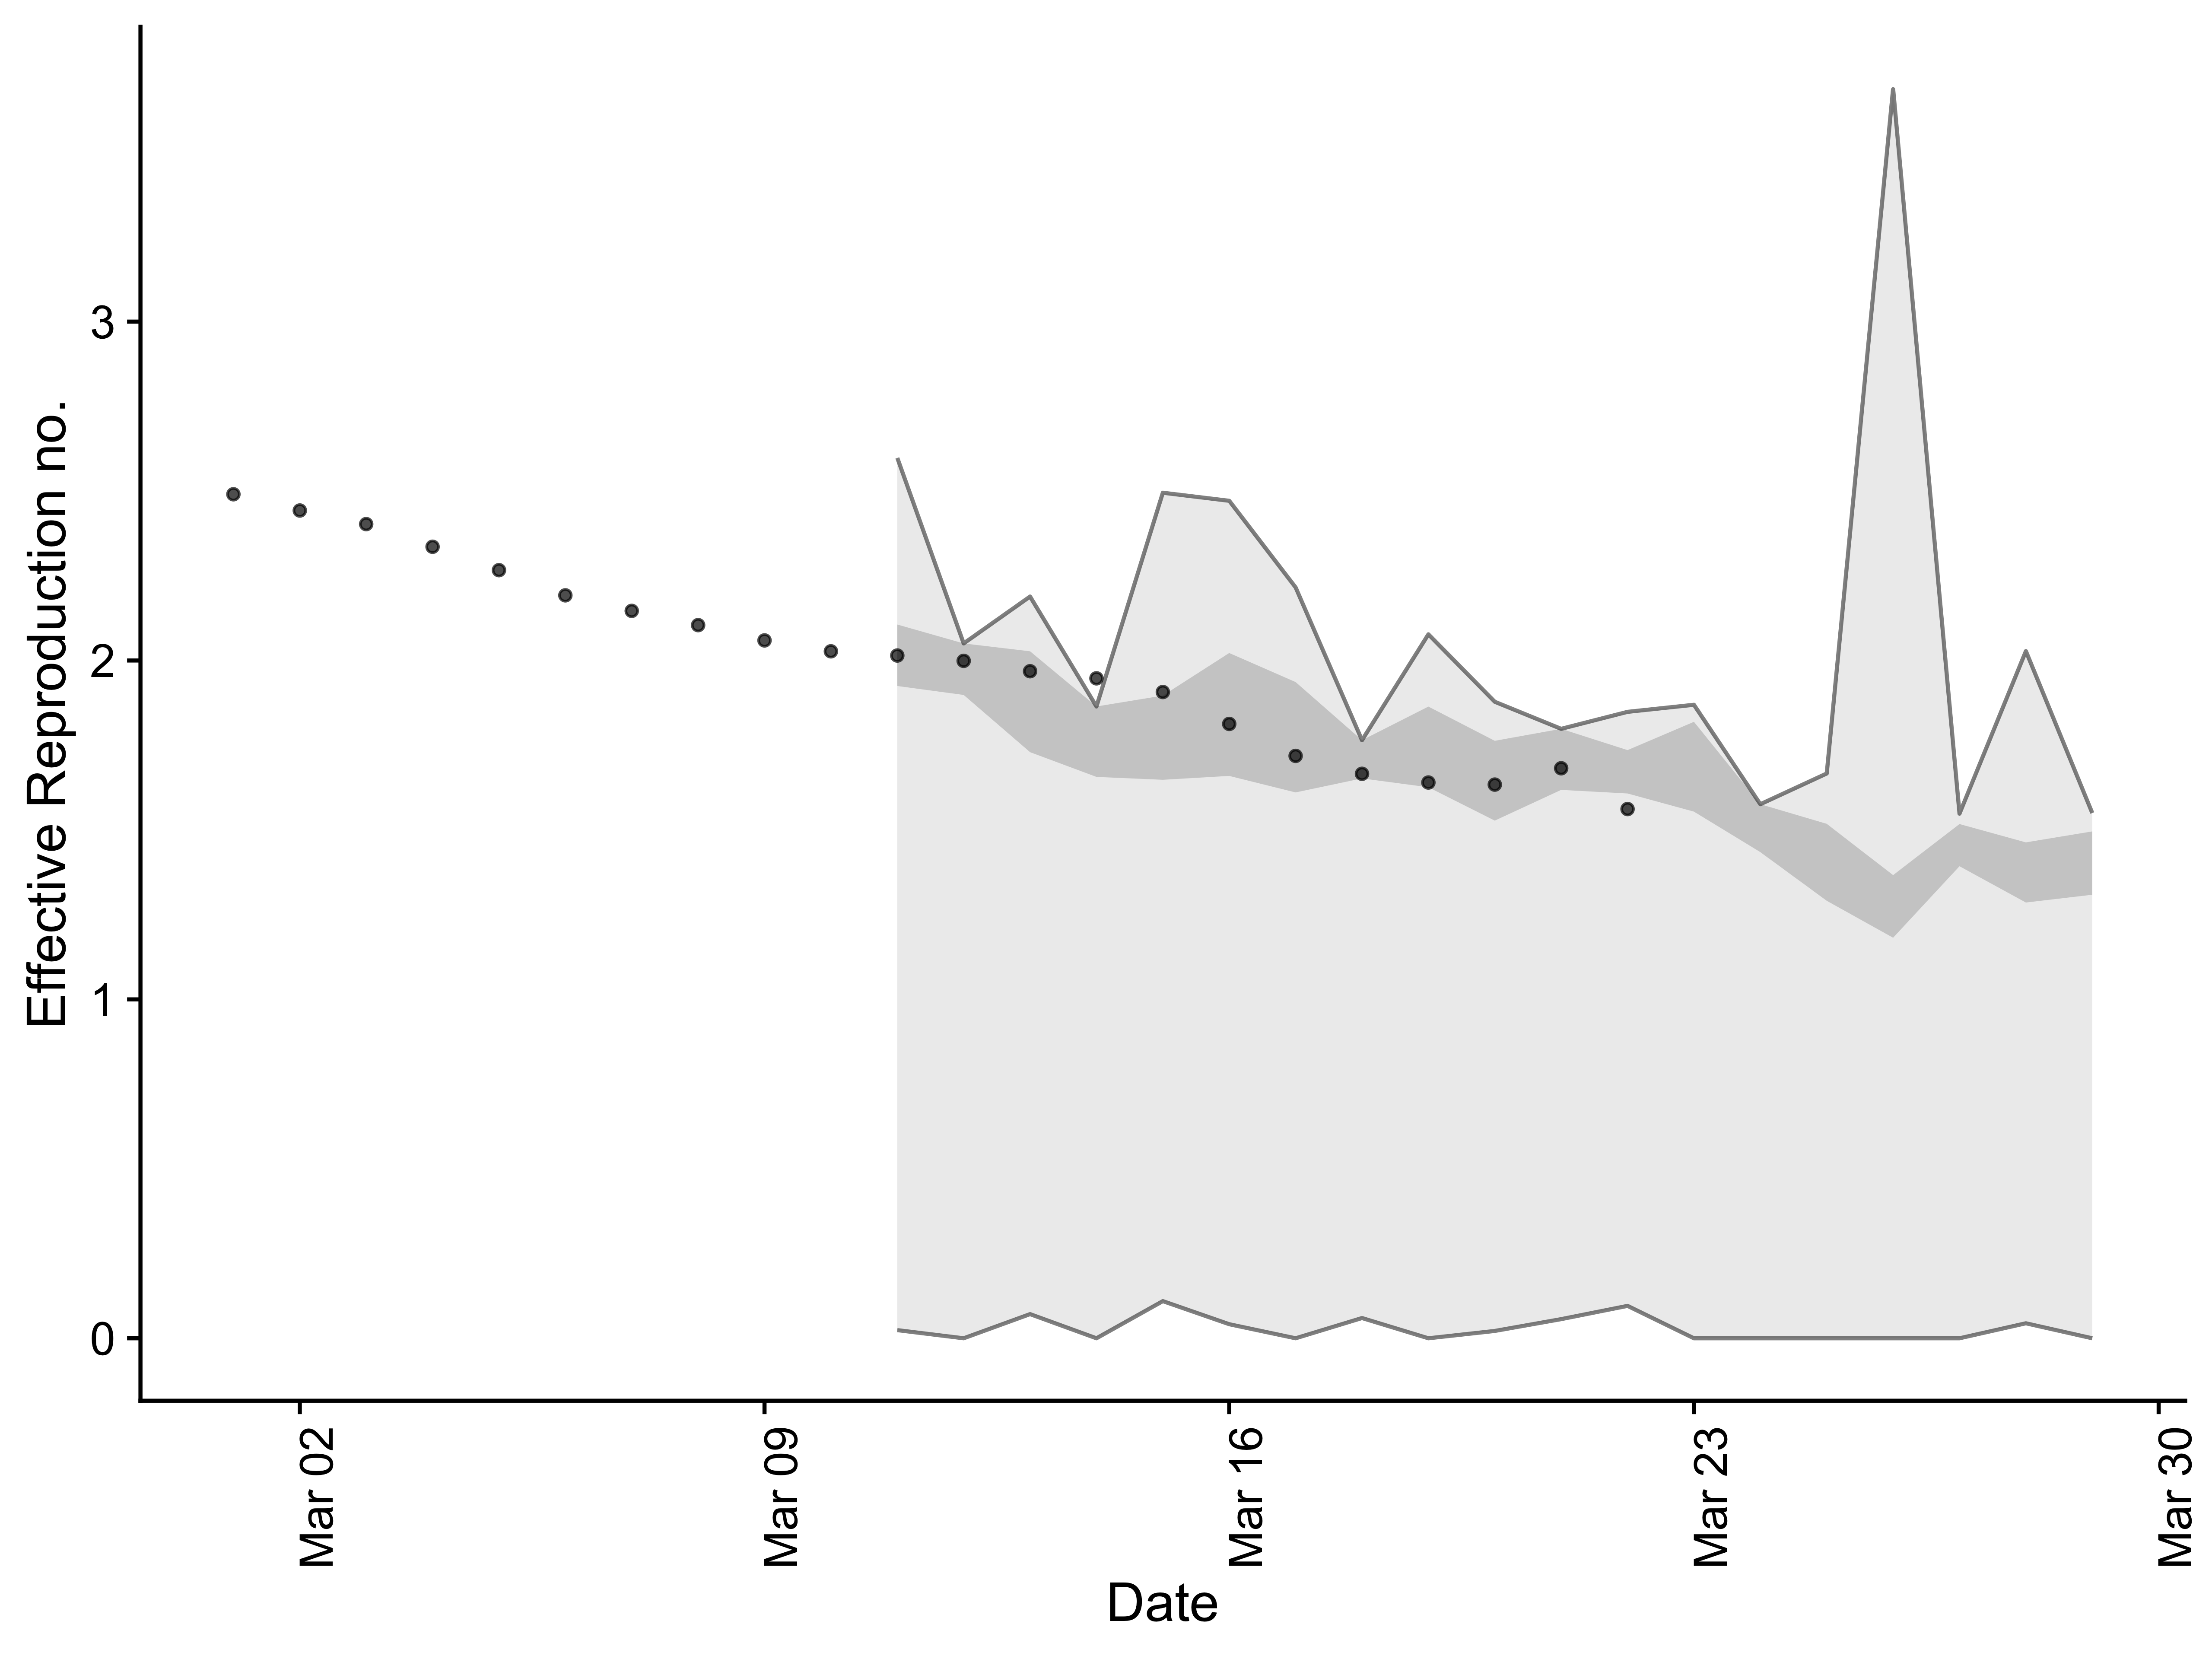 Effective Reproduction no.
3
2
1
0
Mar 02
Mar 09
Mar 16
Mar 23
Mar 30
Date